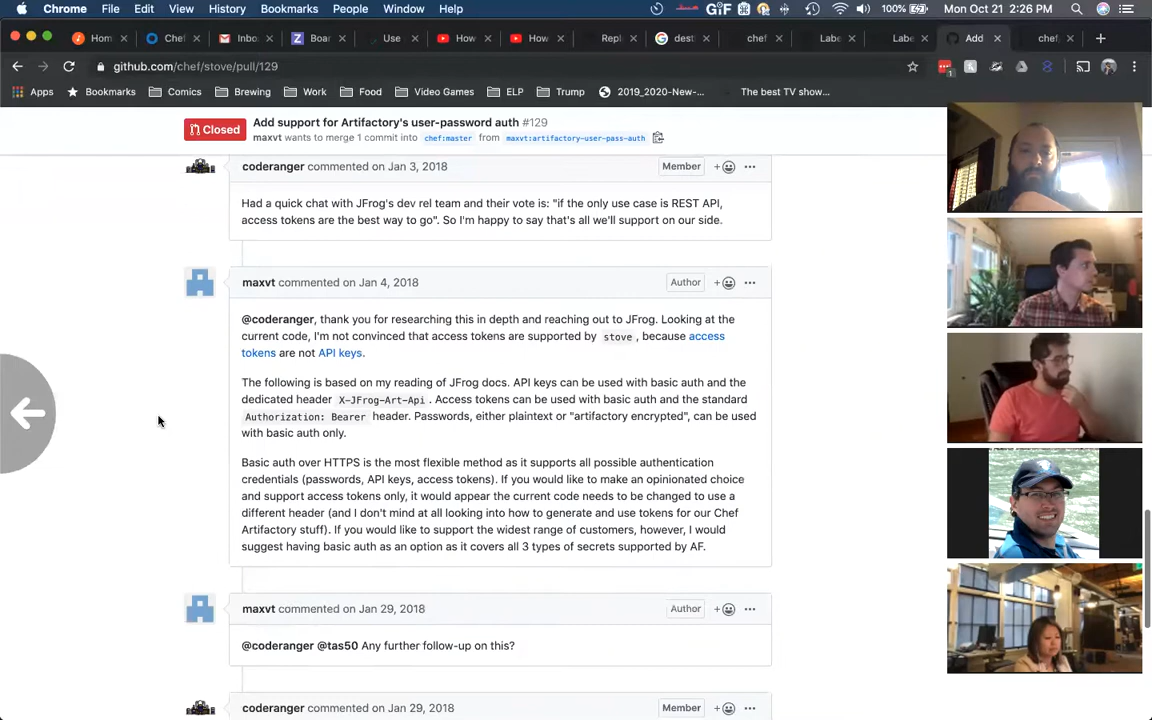 Chrome File Edit View History Bookmarks People Window Help GIF 100% Mon Oct 21 2:26 PM
Hom Chef Inbo Boar Use How How Repl desti chef Labe Labe Add chef
github.com/chef/stove/pull/129
Apps Bookmarks Comics Brewing Work Food Video Games ELP Trump 2019_2020-New-... The best TV show...
Closed
Add support for Artifactory's user-password auth #129
maxvt wants to merge 1 commit into chef:master from maxvt:artifactory-user-pass-auth
coderanger commented on Jan 3, 2018 Member
Had a quick chat with JFrog's dev rel team and their vote is: "if the only use case is REST API,
access tokens are the best way to go". So I'm happy to say that's all we'll support on our side.
maxvt commented on Jan 4, 2018 Author
@coderanger, thank you for researching this in depth and reaching out to JFrog. Looking at the
current code, I'm not convinced that access tokens are supported by stove, because access
tokens are not API keys.
The following is based on my reading of JFrog docs. API keys can be used with basic auth and the
dedicated header X-JFrog-Art-Api. Access tokens can be used with basic auth and the standard
Authorization: Bearer header. Passwords, either plaintext or "artifactory encrypted", can be used
with basic auth only.
Basic auth over HTTPS is the most flexible method as it supports all possible authentication
credentials (passwords, API keys, access tokens). If you would like to make an opinionated choice
and support access tokens only, it would appear the current code needs to be changed to use a
different header (and I don't mind at all looking into how to generate and use tokens for our Chef
Artifactory stuff). If you would like to support the widest range of customers, however, I would
suggest having basic auth as an option as it covers all 3 types of secrets supported by AF.
maxvt commented on Jan 29, 2018 Author
@coderanger @tas50 Any further follow-up on this?
coderanger commented on Jan 29, 2018 Member